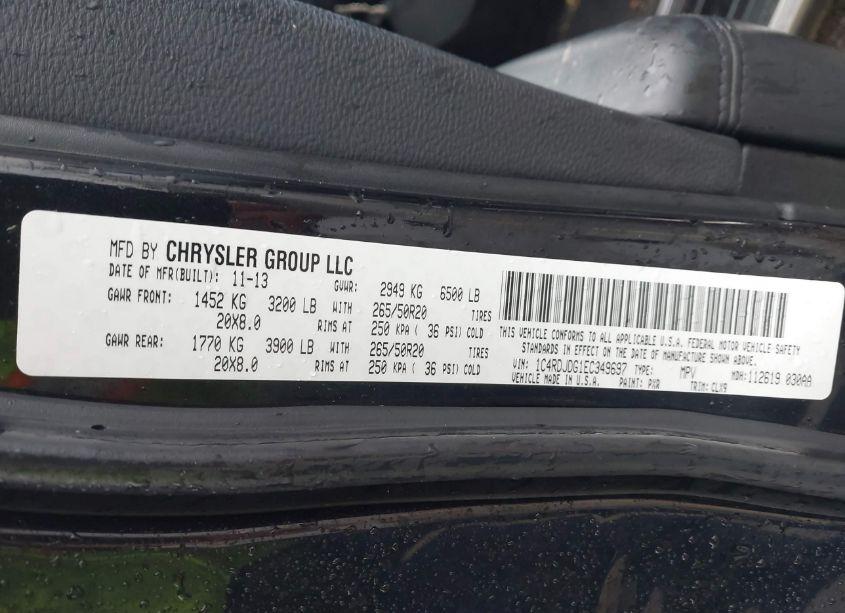 MFD BY CHRYSLER GROUP LLC
DATE OF MFR(BUILT): 11-13 GVWR: 2949 KG 6500 LB
GAWR FRONT: 1452 KG 3200 LB WITH 265/50R20 TIRES
20X8.0 RIMS AT 250 KPA ( 36 PSI) COLD
GAWR REAR: 1770 KG 3900 LB WITH 265/50R20 TIRES
20X8.0 RIMS AT 250 KPA ( 36 PSI) COLD
THIS VEHICLE CONFORMS TO ALL APPLICABLE U.S.A. FEDERAL MOTOR VEHICLE SAFETY
STANDARDS IN EFFECT ON THE DATE OF MANUFACTURE SHOWN ABOVE.
VIN: 1C4RDJDG1EC349697 TYPE: MPV MDH:112619 030AA
VEHICLE MADE IN U.S.A. PAINT: PXR TRIM: CLX9